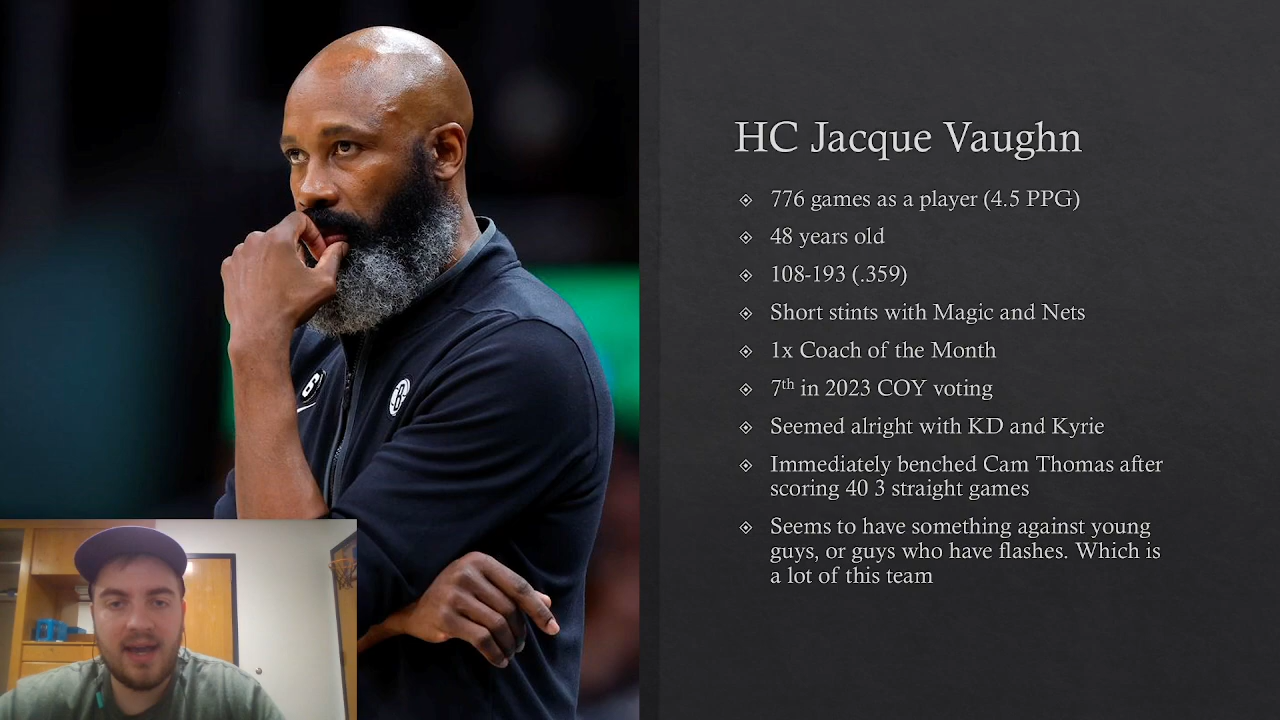 HC Jacque Vaughn
776 games as a player (4.5 PPG)
48 years old
108-193 (.359)
Short stints with Magic and Nets
1x Coach of the Month
7th in 2023 COY voting
Seemed alright with KD and Kyrie
Immediately benched Cam Thomas after
scoring 40 3 straight games
Seems to have something against young
guys, or guys who have flashes. Which is
a lot of this team